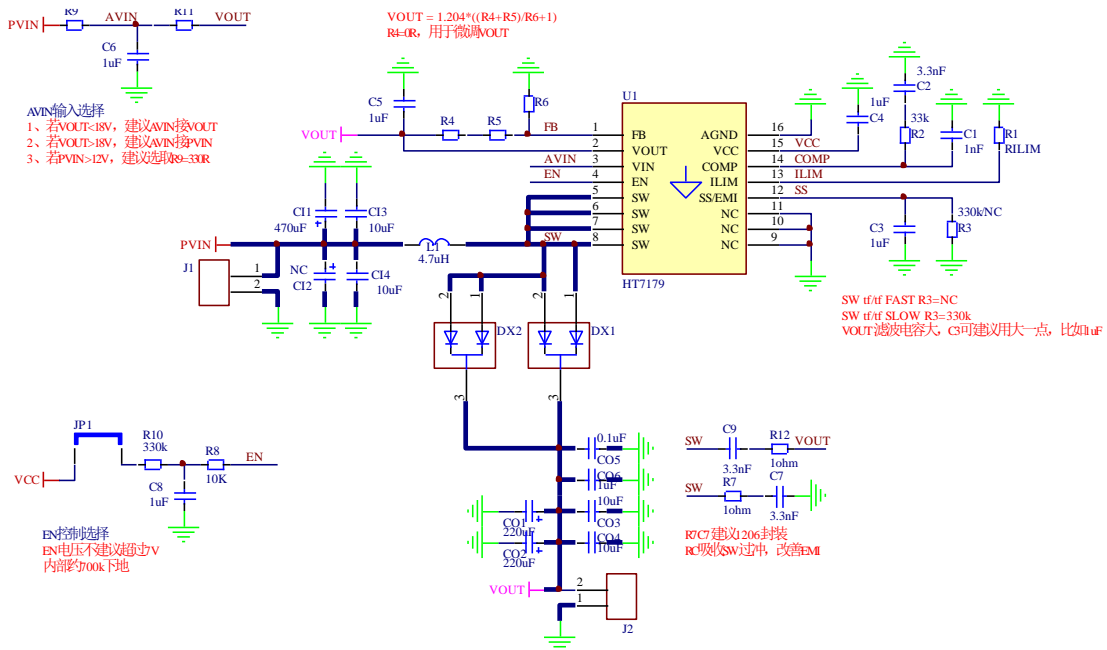 R9
AVIN
R11
PVIN
VOUT
C6
1uF
AVIN输入选择
1、若VOUT<18V，建议AVIN接VOUT
2、若VOUT>18V，建议AVIN接PVIN
3、若PVIN>12V，建议选取R9=330R
VOUT = 1.204*((R4+R5)/R6+1)
R4=0R，用于微调VOUT
C5
1uF
R6
VOUT
R4
R5
FB
AVIN
EN
SW
1
2
3
4
5
6
7
8
U1
FB
VOUT
VIN
EN
SW
SW
SW
SW
AGND
VCC
COMP
ILIM
SS/EMI
NC
NC
NC
HT7179
16
15
14
13
12
11
10
9
VCC
COMP
ILIM
SS
1uF
C4
3.3nF
C2
33k
R2
C1
1nF
R1
RILIM
C3
1uF
330k/NC
R3
SW tf/tf FAST R3=NC
SW tf/tf SLOW R3=330k
VOUT滤波电容大，C3可建议用大一点，比如1uF
CI1
470uF
+
CI3
10uF
PVIN
L1
4.7uH
J1
1
2
NC
+
CI2
CI4
10uF
2
1
DX2
3
2
1
DX1
3
0.1uF
CO5
CO6
1uF
10uF
CO3
CO4
10uF
CO1
+
220uF
CO2
+
220uF
VOUT
2
1
J2
JP1
R10
330k
R8
10K
EN
VCC
C8
1uF
EN控制选择
EN电压不建议超过7V
内部约700k下地
SW
C9
3.3nF
R12
1ohm
VOUT
SW
R7
1ohm
C7
3.3nF
R7C7建议1206封装
RC吸收SW过冲，改善EMI